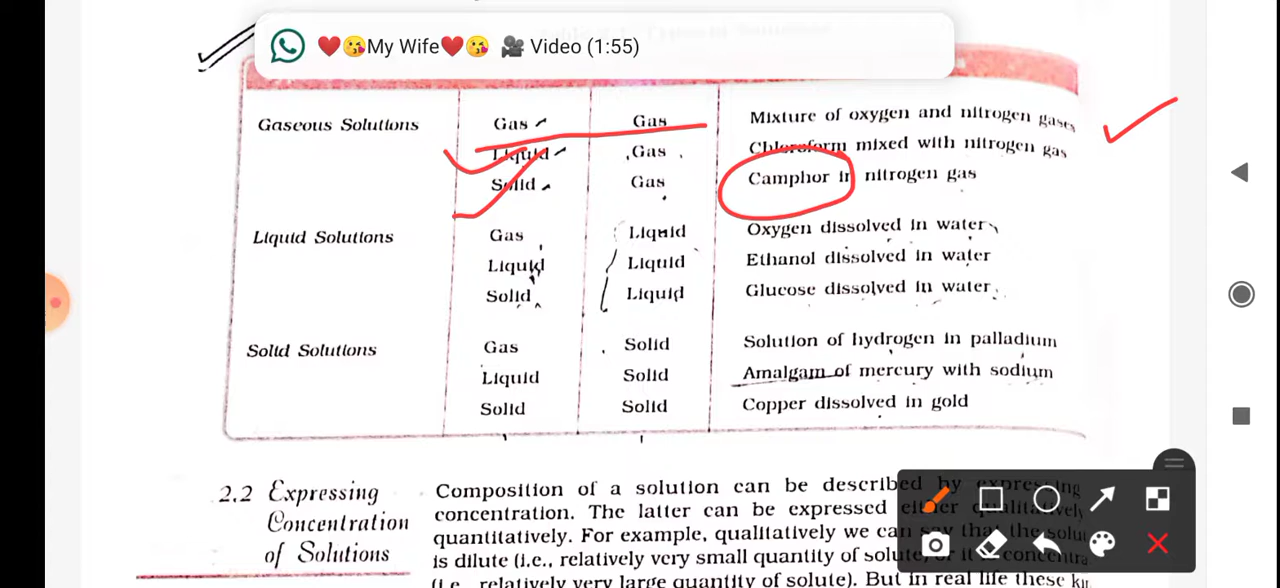 ❤️😘My Wife❤️😘 🎥 Video (1:55)
Gaseous Solutions Gas Gas Mixture of oxygen and nitrogen gases
Liquid Gas Chloroform mixed with nitrogen gas
Solid Gas Camphor in nitrogen gas
Liquid Solutions Gas Liquid Oxygen dissolved in water
Liquid Liquid Ethanol dissolved in water
Solid Liquid Glucose dissolved in water
Solid Solutions Gas Solid Solution of hydrogen in palladium
Liquid Solid Amalgam of mercury with sodium
Solid Solid Copper dissolved in gold
2.2 Expressing
Concentration
of Solutions
Composition of a solution can be described by expressing
concentration. The latter can be expressed either qualitatively
quantitatively. For example, qualitatively we can say that the
is dilute (i.e., relatively very small quantity of solute
(i.e., relatively very large quantity of solute). But in real life these